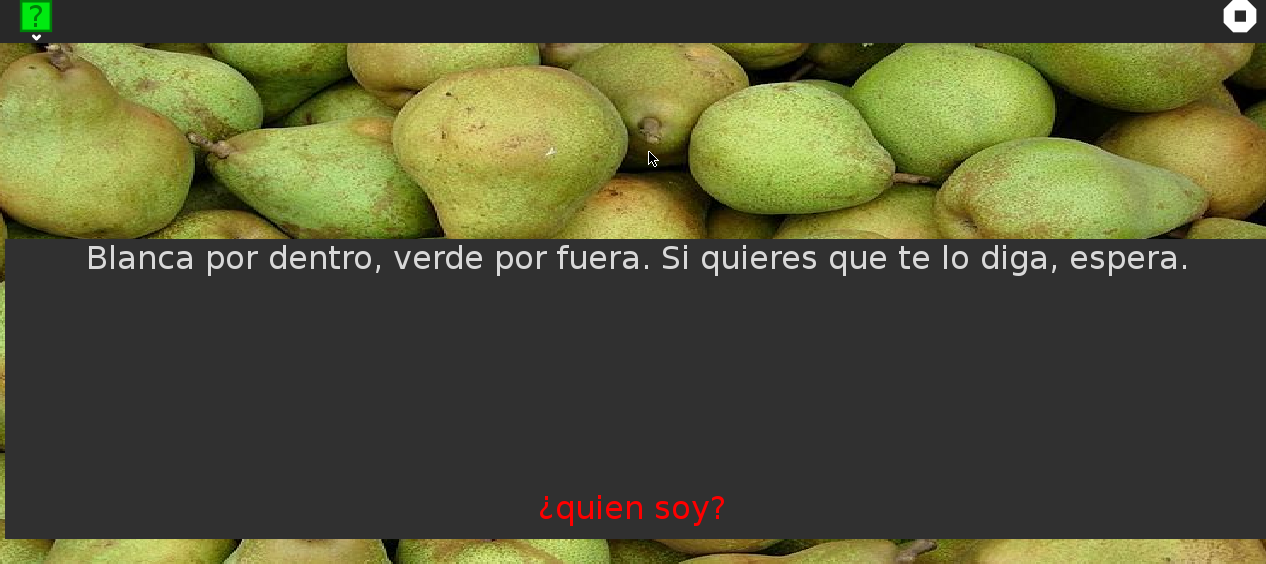 ?
Blanca por dentro, verde por fuera. Si quieres que te lo diga, espera.
¿quien soy?